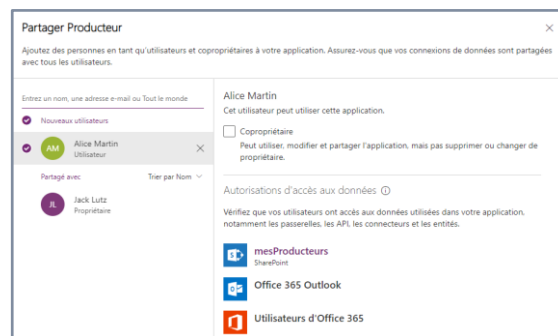 Partager Producteur
Ajoutez des personnes en tant qu'utilisateurs et copropriétaires à votre application. Assurez-vous que vos connexions de données sont partagées
avec tous les utilisateurs.
Entrez un nom, une adresse e-mail ou Tout le monde
Nouveaux utilisateurs
AM
Alice Martin
Utilisateur
Partagé avec
Trier par Nom
JL
Jack Lutz
Propriétaire
Alice Martin
Cet utilisateur peut utiliser cette application.
Copropriétaire
Peut utiliser, modifier et partager l'application, mais pas supprimer ou changer de
propriétaire.
Autorisations d'accès aux données
Vérifiez que vos utilisateurs ont accès aux données utilisées dans votre application,
notamment les passerelles, les API, les connecteurs et les entités.
mesProducteurs
SharePoint
Office 365 Outlook
Utilisateurs d'Office 365